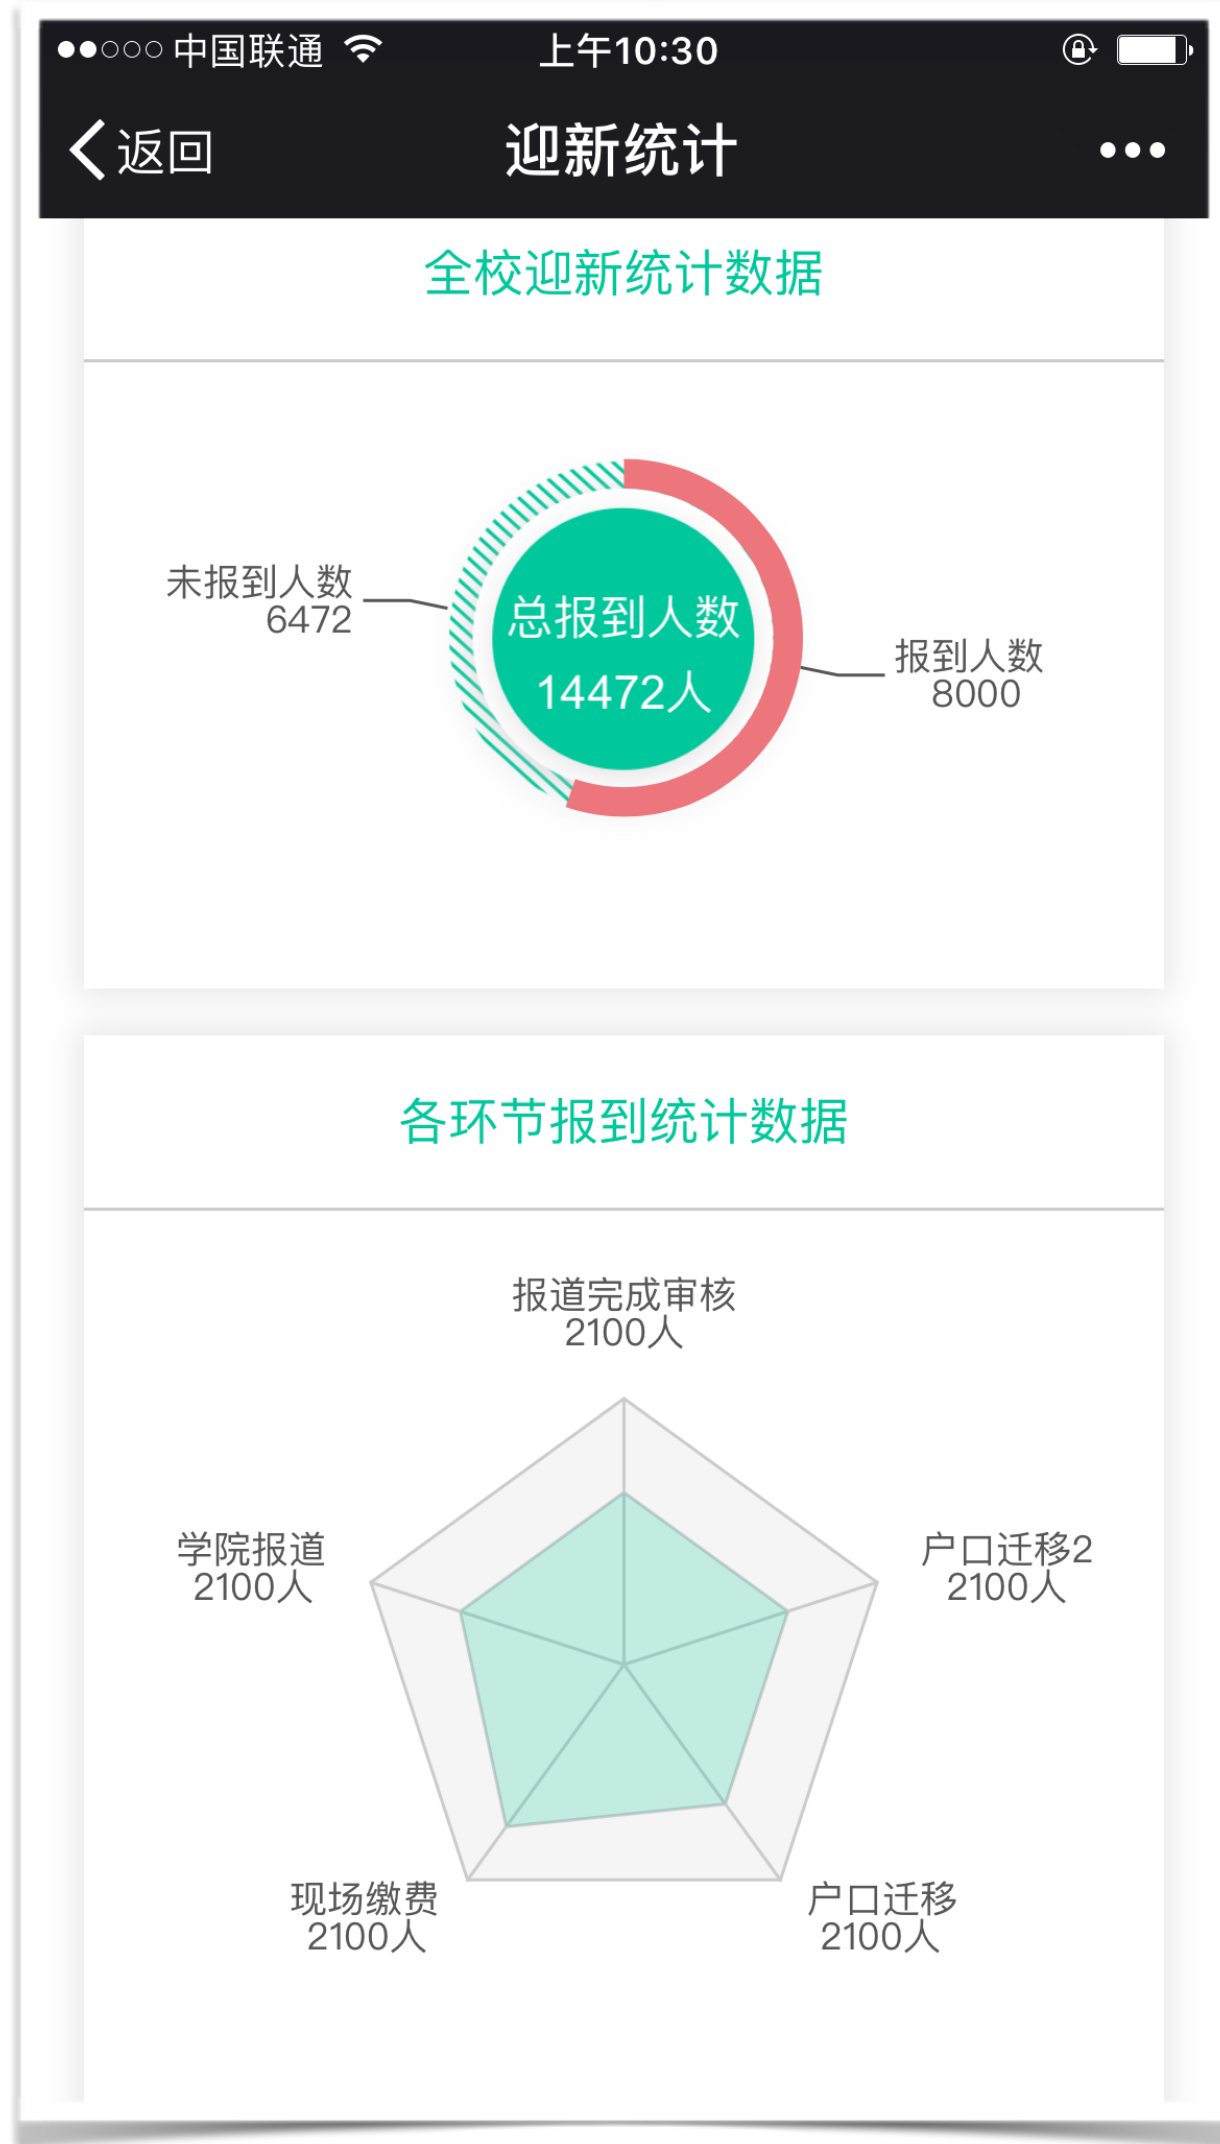 中国联通
上午10:30
返回
迎新统计
全校迎新统计数据
未报到人数
6472
总报到人数
14472人
报到人数
8000
各环节报到统计数据
报道完成审核
2100人
学院报道
2100人
户口迁移2
2100人
现场缴费
2100人
户口迁移
2100人